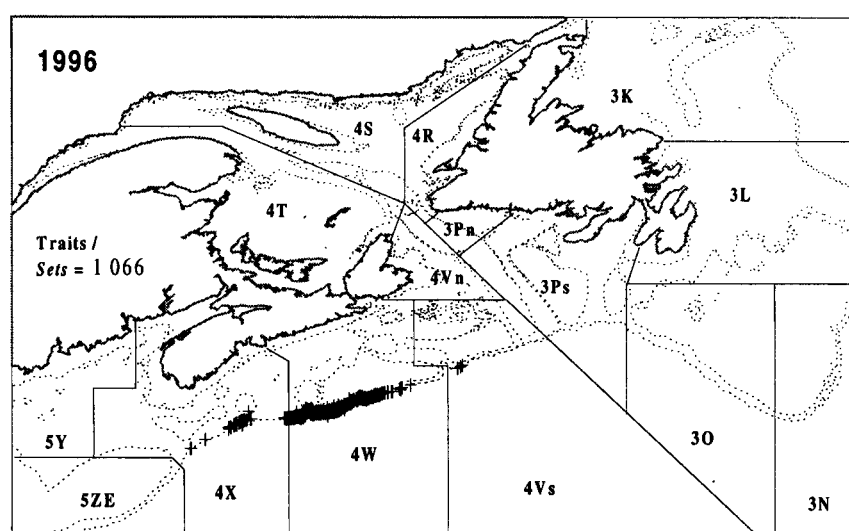 1996
3K
4S
4R
3L
4T
3Pn
Traits /
Sets = 1 066
4Vn
3Ps
5Y
3O
4W
5ZE
4X
4Vs
3N